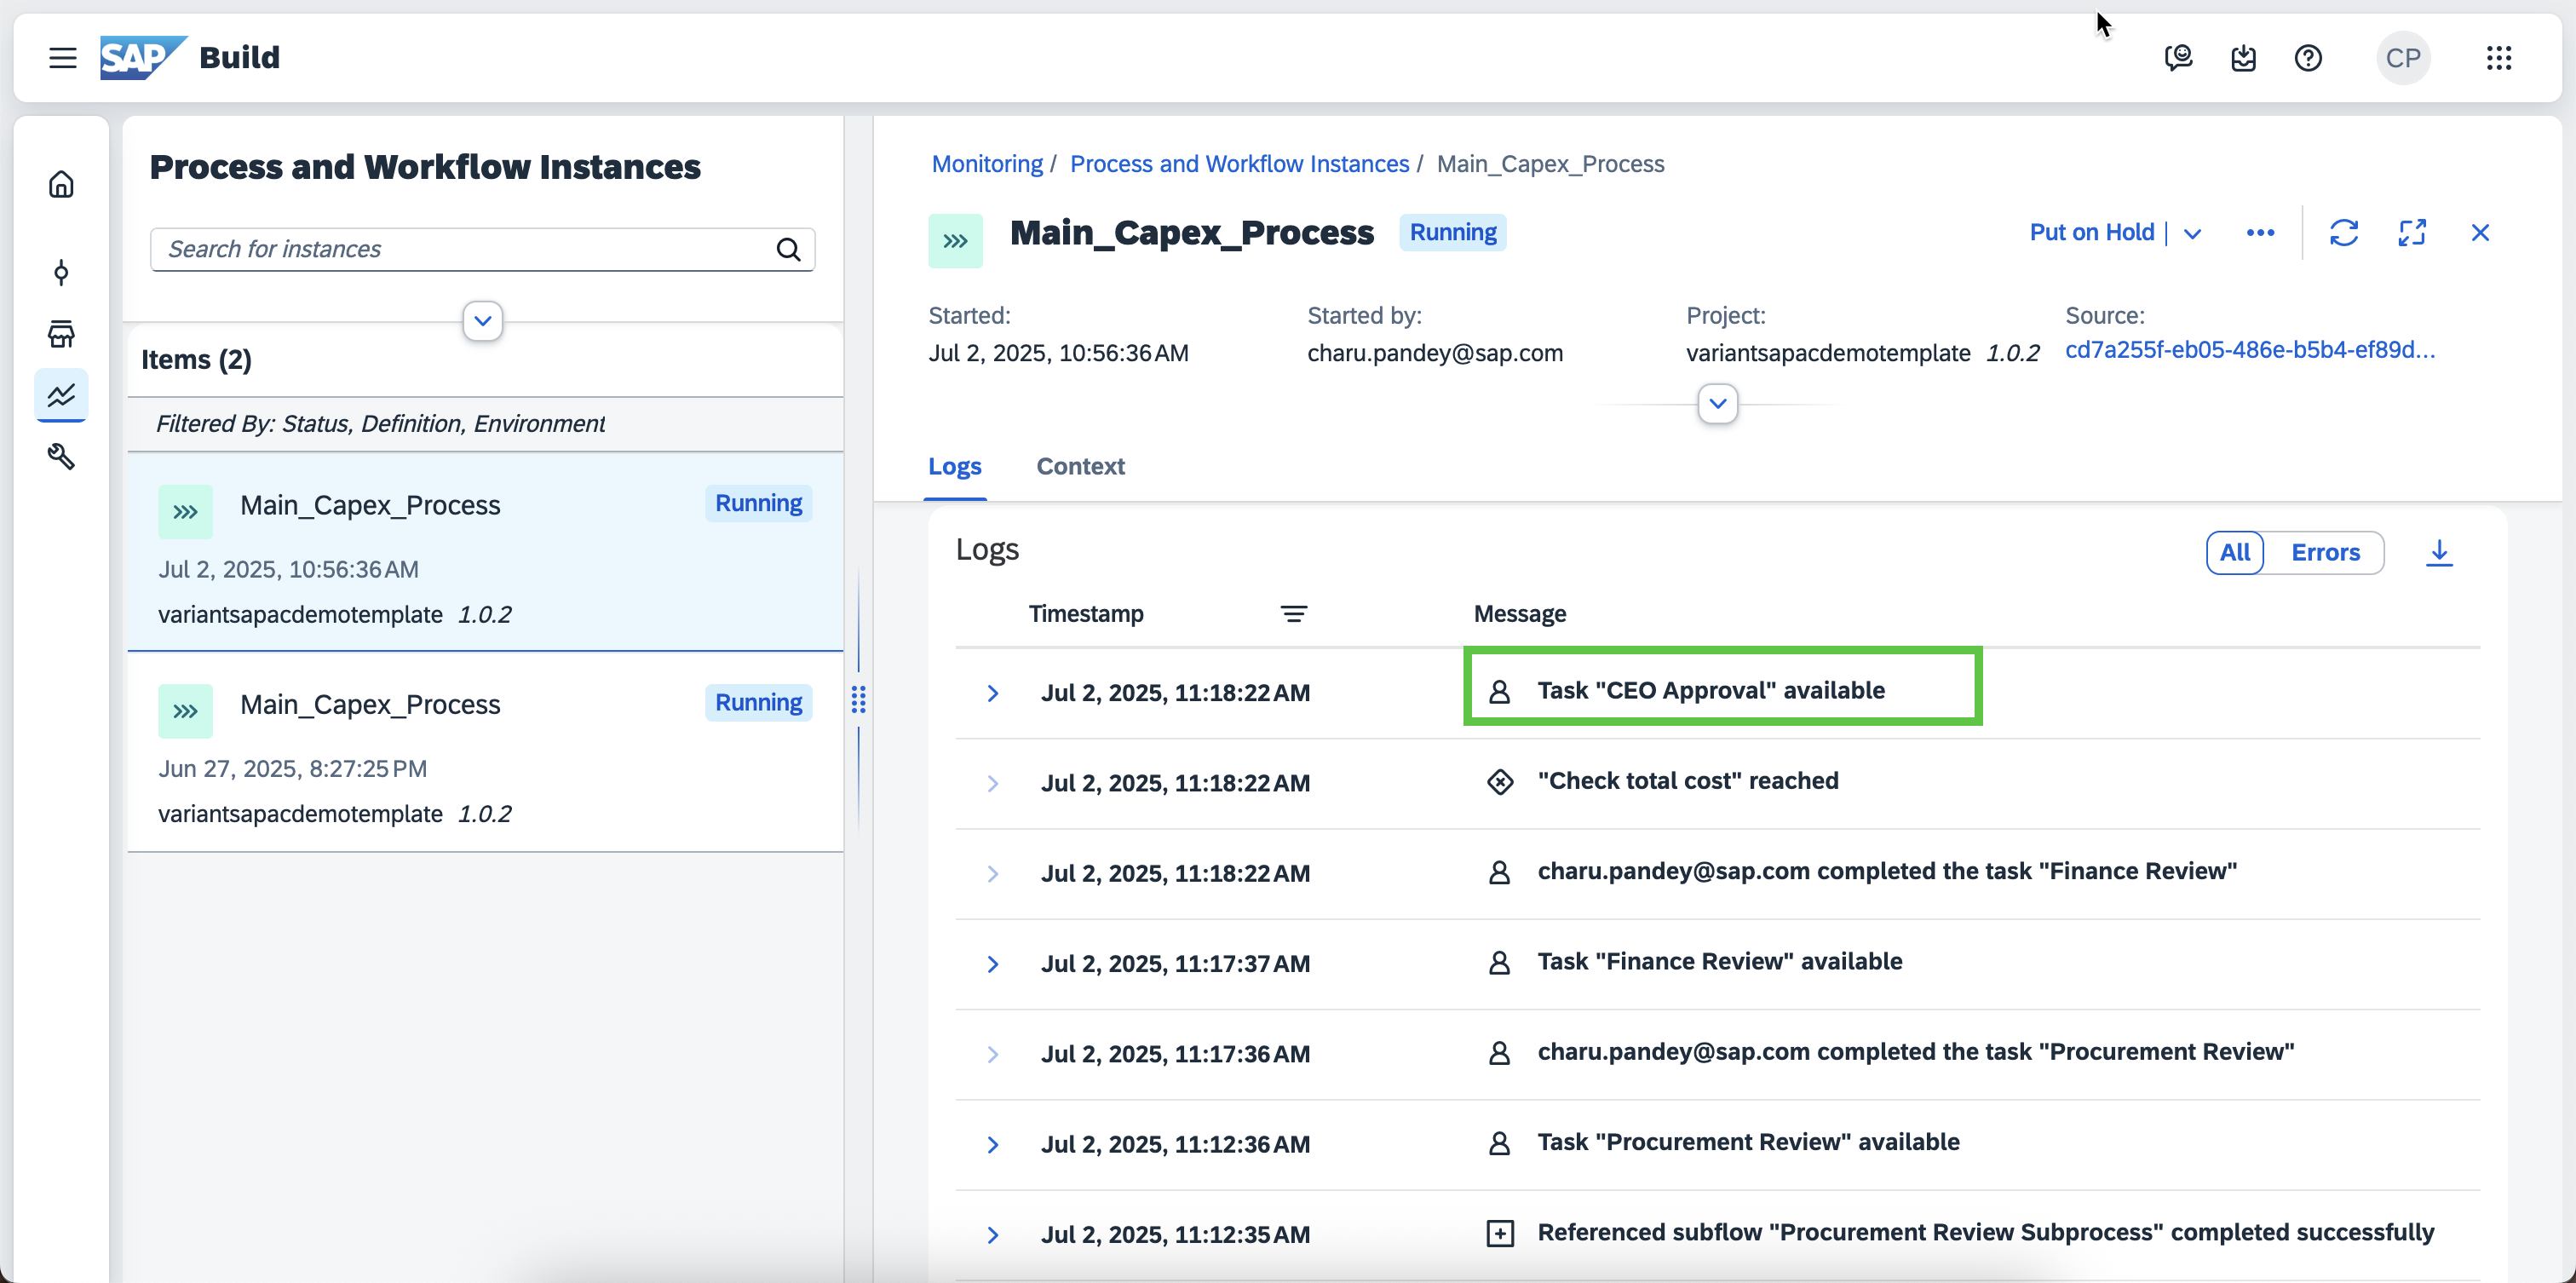 SAP Build
CP
Process and Workflow Instances
Search for instances
Items (2)
Filtered By: Status, Definition, Environment
Main_Capex_Process Running
Jul 2, 2025, 10:56:36 AM
variantsapacdemotemplate 1.0.2
Main_Capex_Process Running
Jun 27, 2025, 8:27:25 PM
variantsapacdemotemplate 1.0.2
Monitoring / Process and Workflow Instances / Main_Capex_Process
Main_Capex_Process Running
Put on Hold
Started: Started by: Project: Source:
Jul 2, 2025, 10:56:36 AM charu.pandey@sap.com variantsapacdemotemplate 1.0.2 cd7a255f-eb05-486e-b5b4-ef89d...
Logs Context
Logs
All Errors
Timestamp Message
Jul 2, 2025, 11:18:22 AM Task "CEO Approval" available
Jul 2, 2025, 11:18:22 AM "Check total cost" reached
Jul 2, 2025, 11:18:22 AM charu.pandey@sap.com completed the task "Finance Review"
Jul 2, 2025, 11:17:37 AM Task "Finance Review" available
Jul 2, 2025, 11:17:36 AM charu.pandey@sap.com completed the task "Procurement Review"
Jul 2, 2025, 11:12:36 AM Task "Procurement Review" available
Jul 2, 2025, 11:12:35 AM Referenced subflow "Procurement Review Subprocess" completed successfully